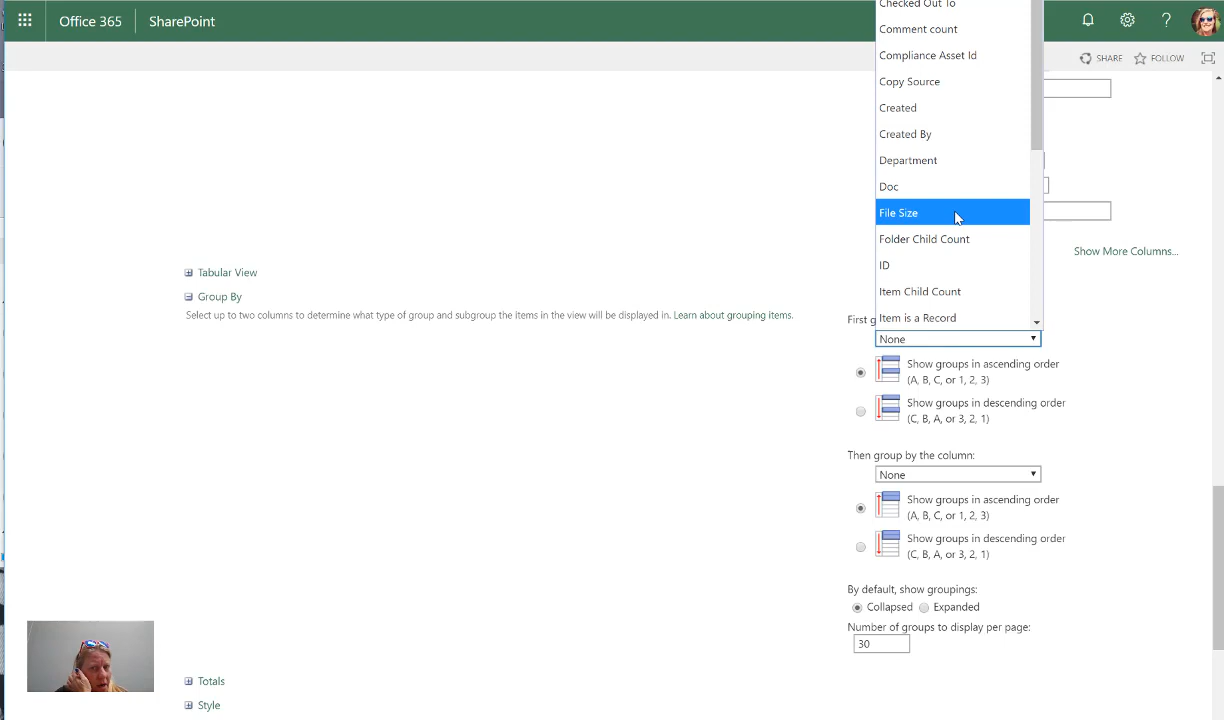 Office 365
SharePoint
?
SHARE
FOLLOW
Checked Out To
Comment count
Compliance Asset Id
Copy Source
Created
Created By
Department
Doc
File Size
Folder Child Count
ID
Item Child Count
Item is a Record
Show More Columns...
Tabular View
Group By
Select up to two columns to determine what type of group and subgroup the items in the view will be displayed in. Learn about grouping items.
First g
None
Show groups in ascending order
(A, B, C, or 1, 2, 3)
Show groups in descending order
(C, B, A, or 3, 2, 1)
Then group by the column:
None
Show groups in ascending order
(A, B, C, or 1, 2, 3)
Show groups in descending order
(C, B, A, or 3, 2, 1)
By default, show groupings:
Collapsed
Expanded
Number of groups to display per page:
30
Totals
Style